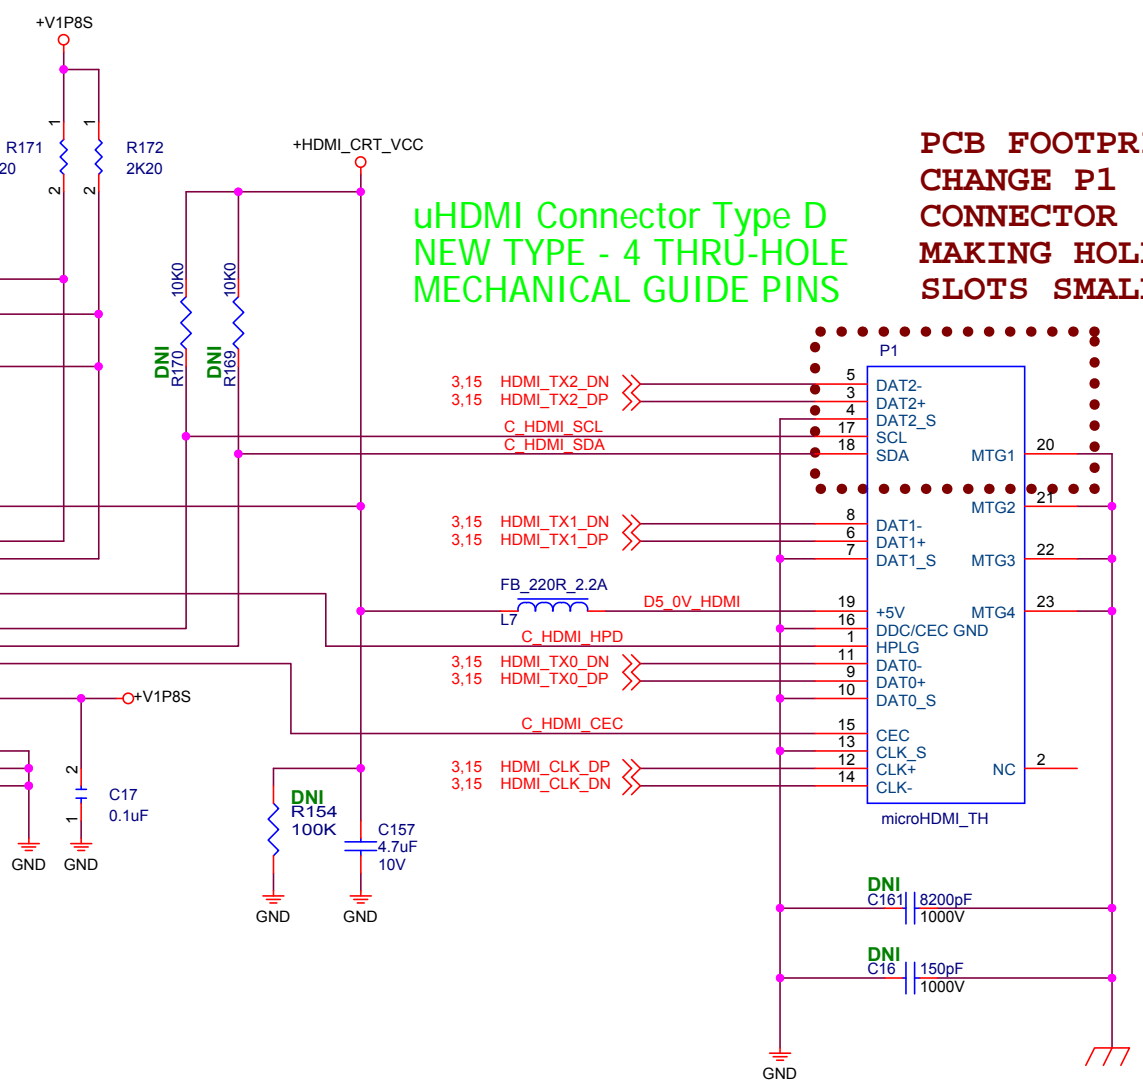 +V1P8S
R171
20
1
2
1
2
R172
2K20
+HDMI_CRT_VCC
uHDMI Connector Type D
NEW TYPE - 4 THRU-HOLE
MECHANICAL GUIDE PINS
PCB FOOTPR
CHANGE P1
CONNECTOR
MAKING HOL
SLOTS SMAL
10K0
DNI
R170
10K0
DNI
R169
P1
3,15 HDMI_TX2_DN
3,15 HDMI_TX2_DP
C_HDMI_SCL
C_HDMI_SDA
5 DAT2-
3 DAT2+
4 DAT2_S
17 SCL
18 SDA
MTG1 20
MTG2 21
3,15 HDMI_TX1_DN
3,15 HDMI_TX1_DP
8 DAT1-
6 DAT1+
7 DAT1_S
MTG3 22
FB_220R_2.2A
L7
D5_0V_HDMI
19 +5V
MTG4 23
16 DDC/CEC GND
C_HDMI_HPD
1 HPLG
3,15 HDMI_TX0_DN
3,15 HDMI_TX0_DP
11 DAT0-
9 DAT0+
10 DAT0_S
C_HDMI_CEC
15 CEC
13 CLK_S
3,15 HDMI_CLK_DP
3,15 HDMI_CLK_DN
12 CLK+
14 CLK-
NC 2
microHDMI_TH
+V1P8S
2
1
C17
0.1uF
GND
GND
DNI
R154
100K
C157
4.7uF
10V
GND
GND
DNI
C161
8200pF
1000V
DNI
C16
150pF
1000V
GND